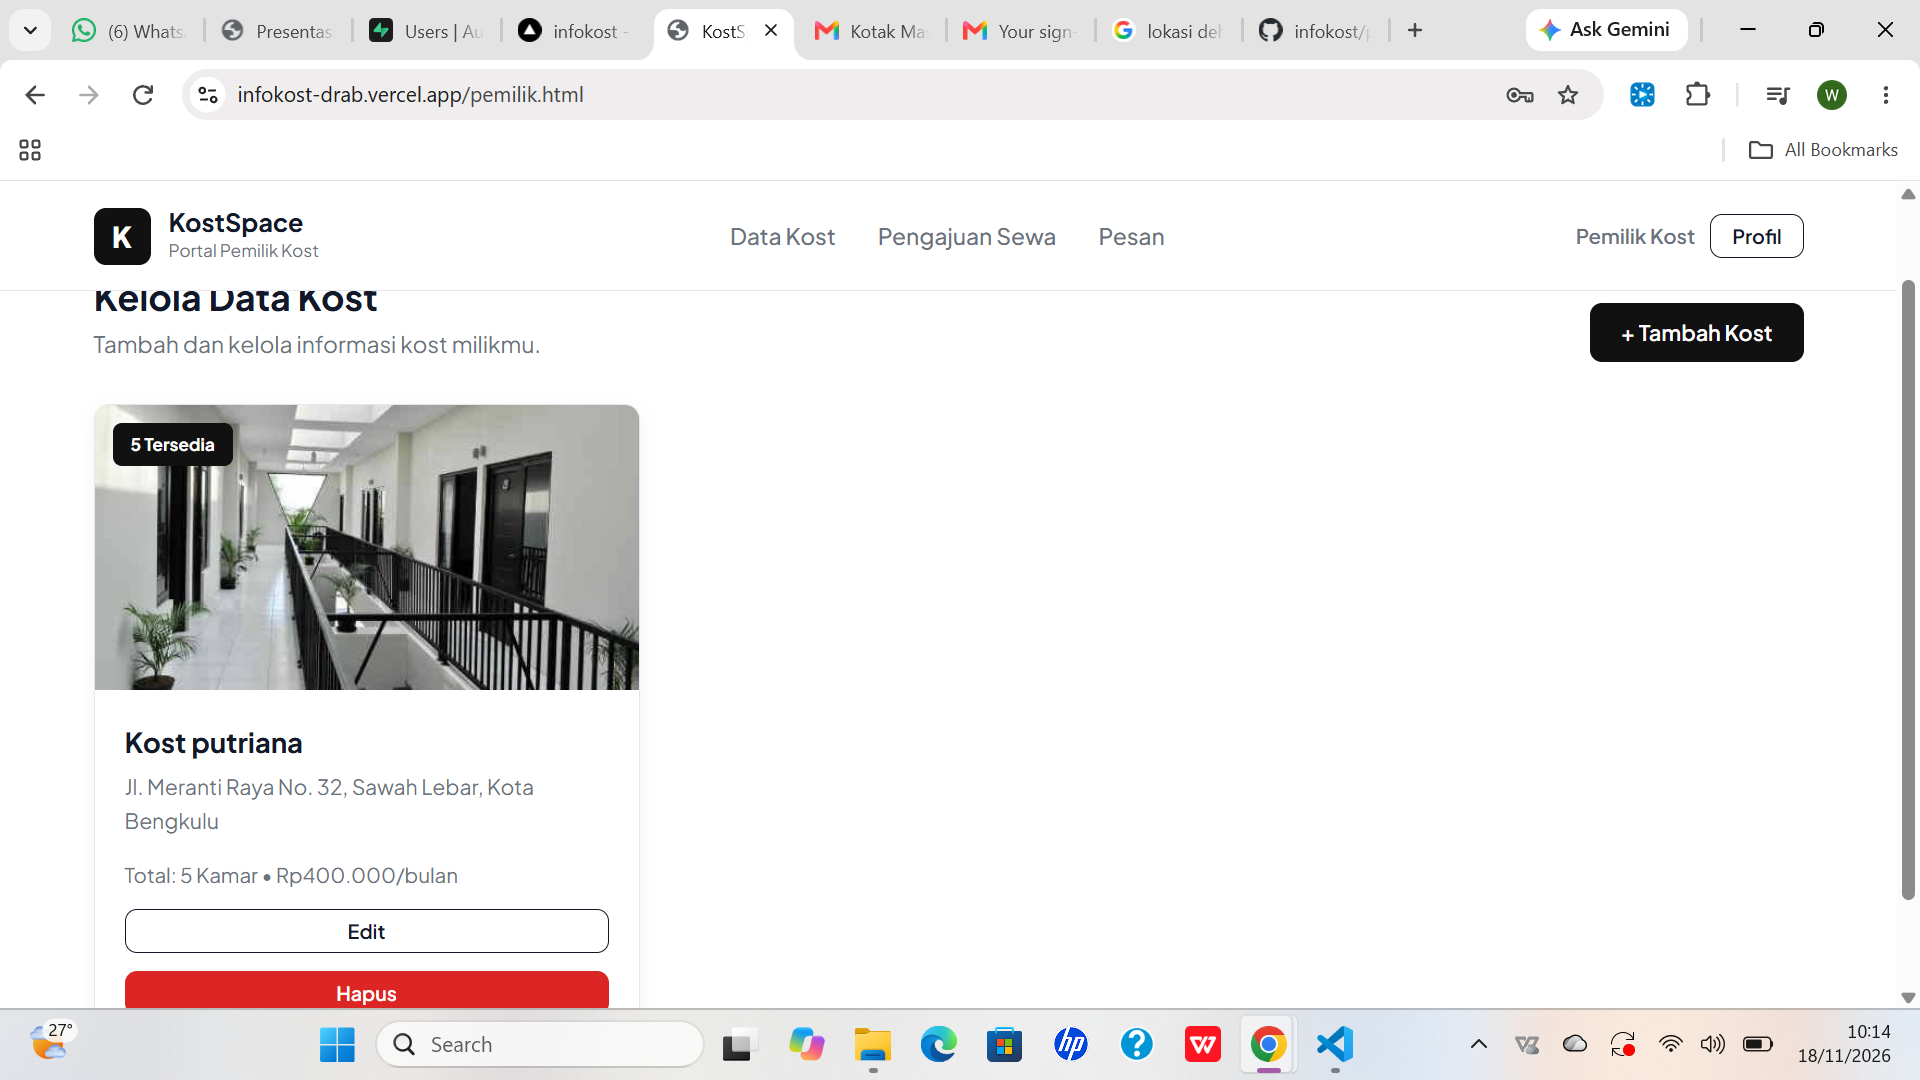 (6) Whats
Presentas
Users | Au
infokost -
KostS
Kotak Ma
Your sign-
lokasi deh
infokost/p
Ask Gemini
infokost-drab.vercel.app/pemilik.html
W
All Bookmarks
K
KostSpace
Portal Pemilik Kost
Data Kost
Pengajuan Sewa
Pesan
Pemilik Kost
Profil
Kelola Data Kost
Tambah dan kelola informasi kost milikmu.
+ Tambah Kost
5 Tersedia
Kost putriana
Jl. Meranti Raya No. 32, Sawah Lebar, Kota
Bengkulu
Total: 5 Kamar • Rp400.000/bulan
Edit
Hapus
27°
Search
10:14
18/11/2026